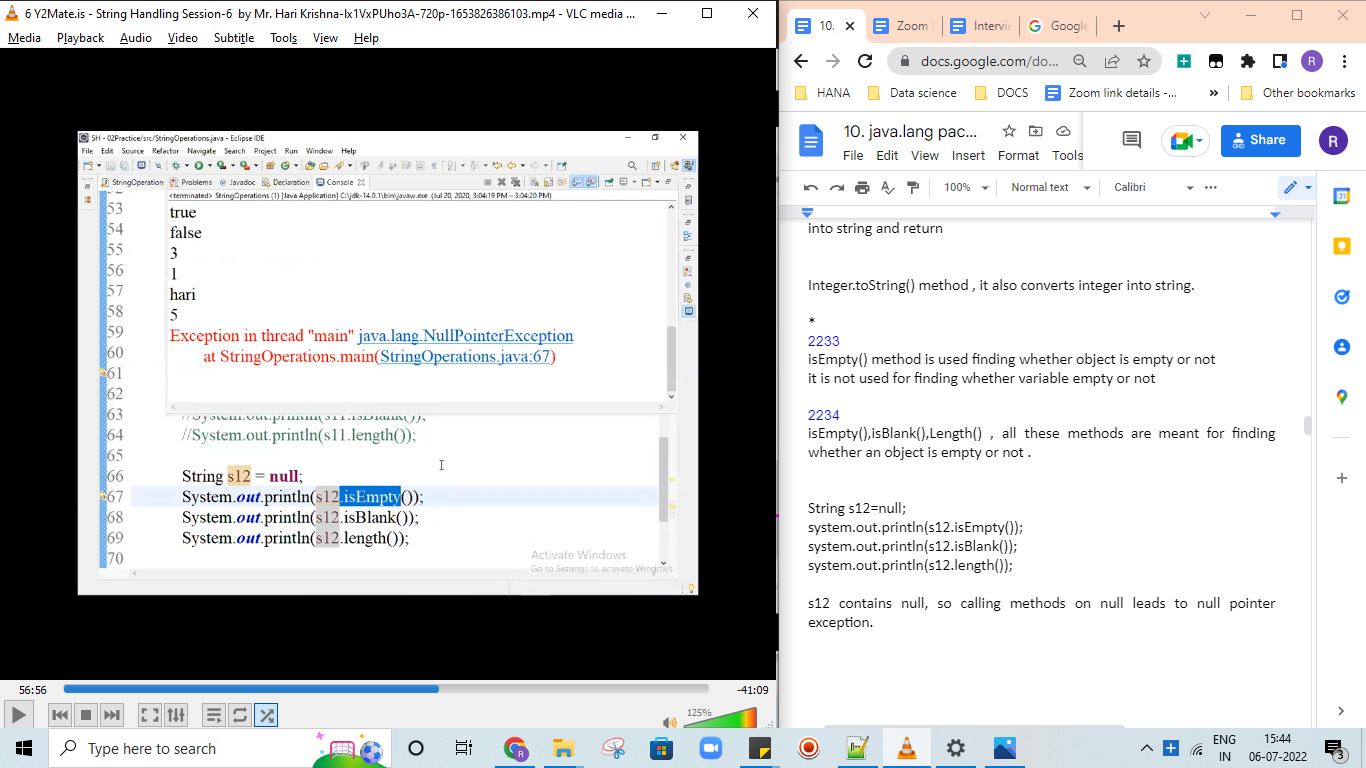 6 Y2Mate.is - String Handling Session-6 by Mr. Hari Krishna-lx1VxPUho3A-720p-1653826386103.mp4 - VLC media ...
Media Playback Audio Video Subtitle Tools View Help
SH - 02Practice/src/StringOperations.java - Eclipse IDE
File Edit Source Refactor Navigate Search Project Run Window Help
StringOperation Problems @ Javadoc Declaration Console
<terminated> StringOperations (1) [Java Application] C:\jdk-14.0.1\bin\javaw.exe (Jul 20, 2020, 3:04:19 PM – 3:04:20 PM)
53 true
54 false
55 3
56 1
57 hari
58 5
59 Exception in thread "main" java.lang.NullPointerException
60 at StringOperations.main(StringOperations.java:67)
61
62
63 //System.out.println(s11.isBlank());
64 //System.out.println(s11.length());
65
66 String s12 = null;
67 System.out.println(s12.isEmpty());
68 System.out.println(s12.isBlank());
69 System.out.println(s12.length());
70
Activate Windows
Go to Settings to activate Windows.
56:56 -41:09
125%
10. Zoom Intervi Google
docs.google.com/do...
R
HANA Data science DOCS Zoom link details -... » Other bookmarks
10. java.lang pac...
File Edit View Insert Format Tools
Share
R
100% Normal text Calibri
into string and return
Integer.toString() method , it also converts integer into string.
*
2233
isEmpty() method is used finding whether object is empty or not
it is not used for finding whether variable empty or not
2234
isEmpty(),isBlank(),Length() , all these methods are meant for finding
whether an object is empty or not .
String s12=null;
system.out.println(s12.isEmpty());
system.out.println(s12.isBlank());
system.out.println(s12.length());
s12 contains null, so calling methods on null leads to null pointer
exception.
Type here to search
ENG
IN
15:44
06-07-2022
3